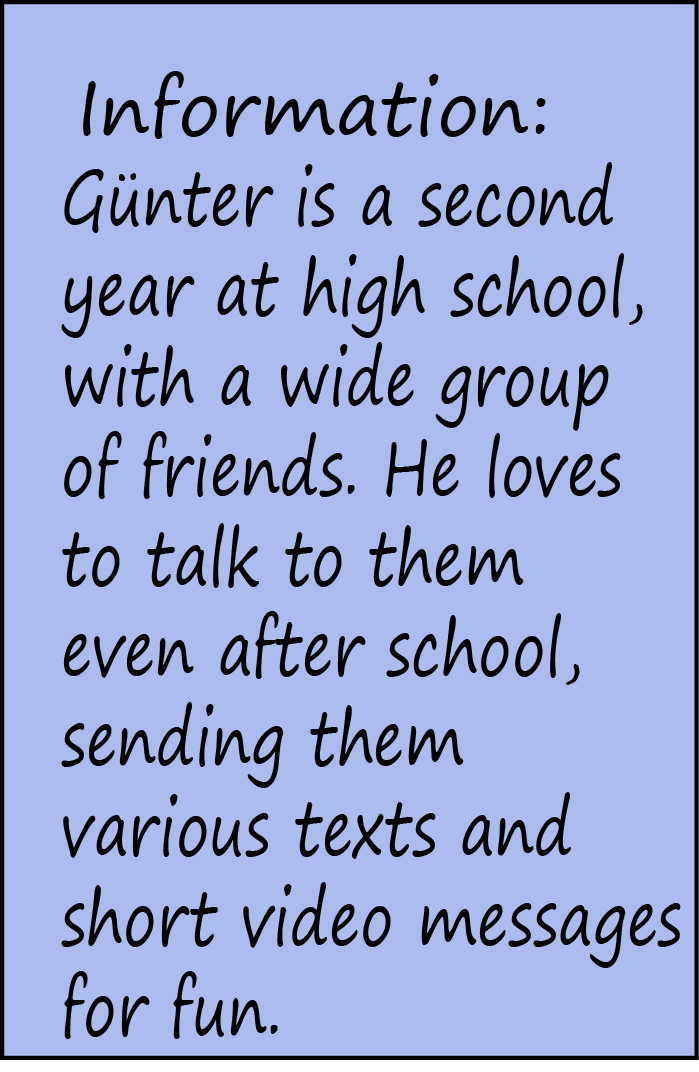 Information:
Günter is a second
year at high school,
with a wide group
of friends. He loves
to talk to them
even after school,
sending them
various texts and
short video messages
for fun.